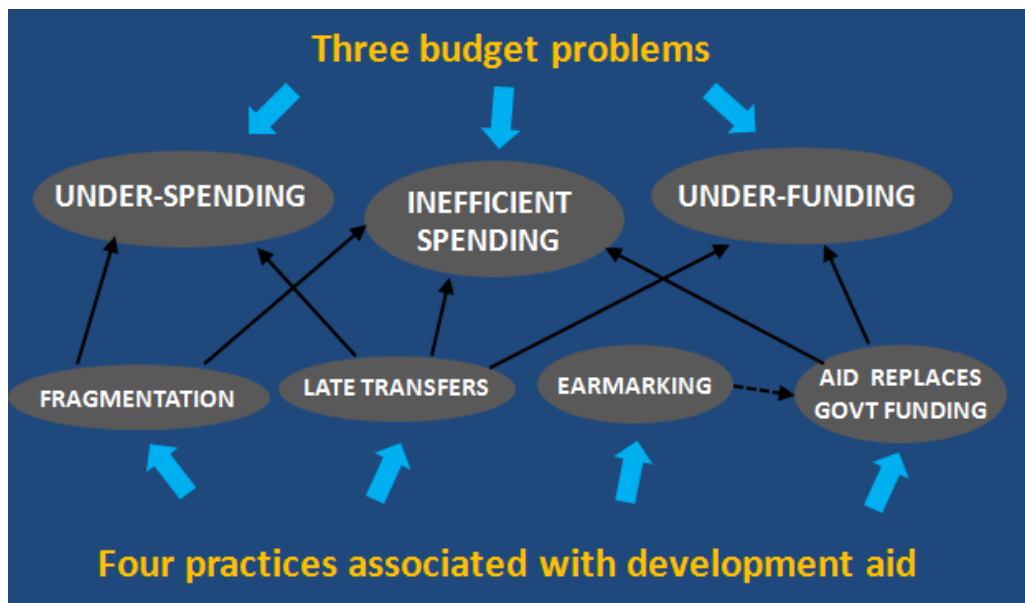 Three budget problems
UNDER-SPENDING
INEFFICIENT
SPENDING
UNDER-FUNDING
FRAGMENTATION
LATE TRANSFERS
EARMARKING
AID REPLACES
GOVT FUNDING
Four practices associated with development aid